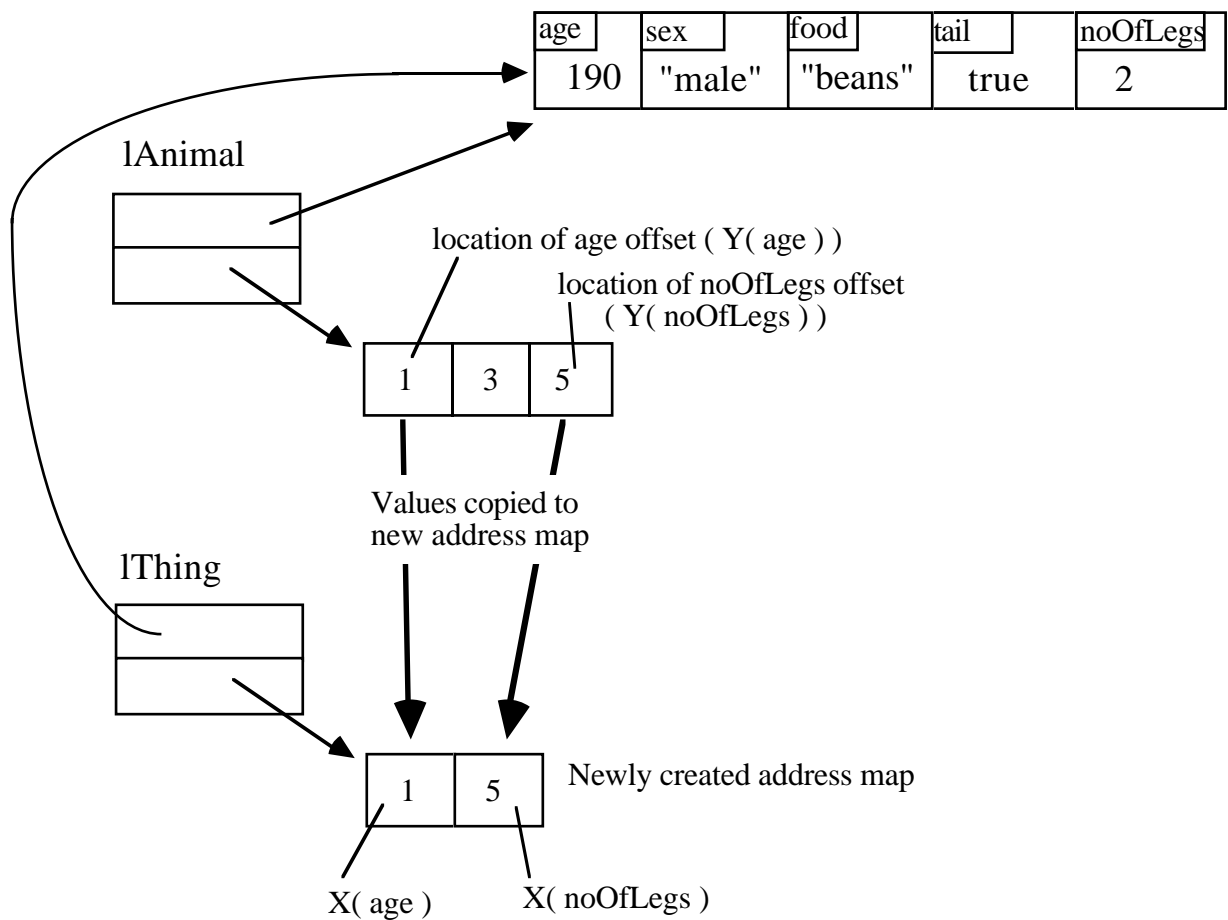 age sex food tail noOfLegs
190 "male" "beans" true 2
lAnimal
location of age offset ( Y( age ) )
location of noOfLegs offset
( Y( noOfLegs ) )
1 3 5
Values copied to
new address map
lThing
1 5
Newly created address map
X( age )
X( noOfLegs )